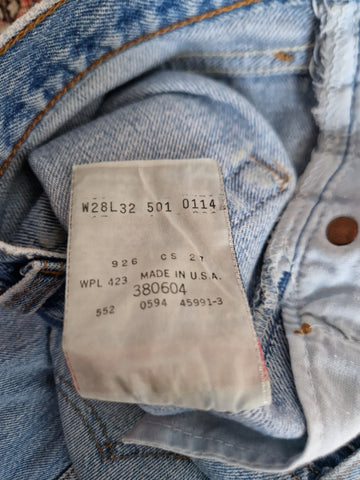 W28L32 501 0114
926 CS 21
WPL 423 MADE IN U.S.A.
380604
552 0594 45991-3